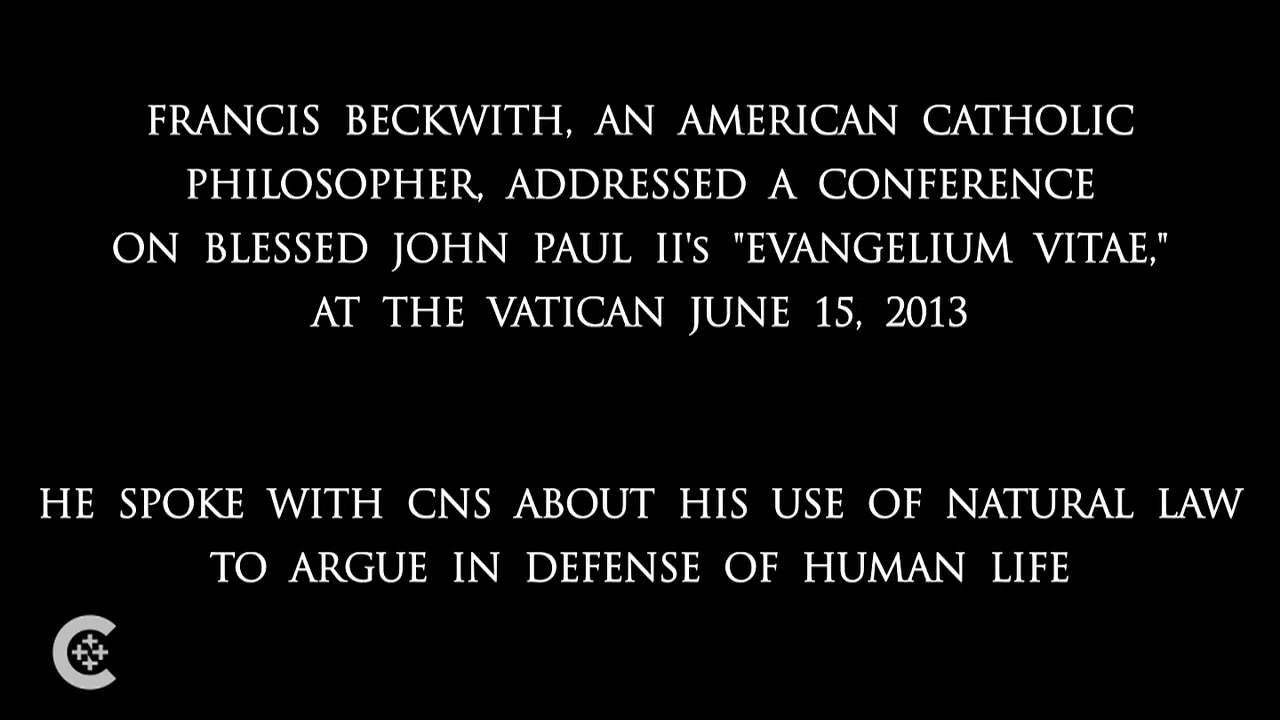 FRANCIS BECKWITH, AN AMERICAN CATHOLIC
PHILOSOPHER, ADDRESSED A CONFERENCE
ON BLESSED JOHN PAUL II's "EVANGELIUM VITAE,"
AT THE VATICAN JUNE 15, 2013
HE SPOKE WITH CNS ABOUT HIS USE OF NATURAL LAW
TO ARGUE IN DEFENSE OF HUMAN LIFE